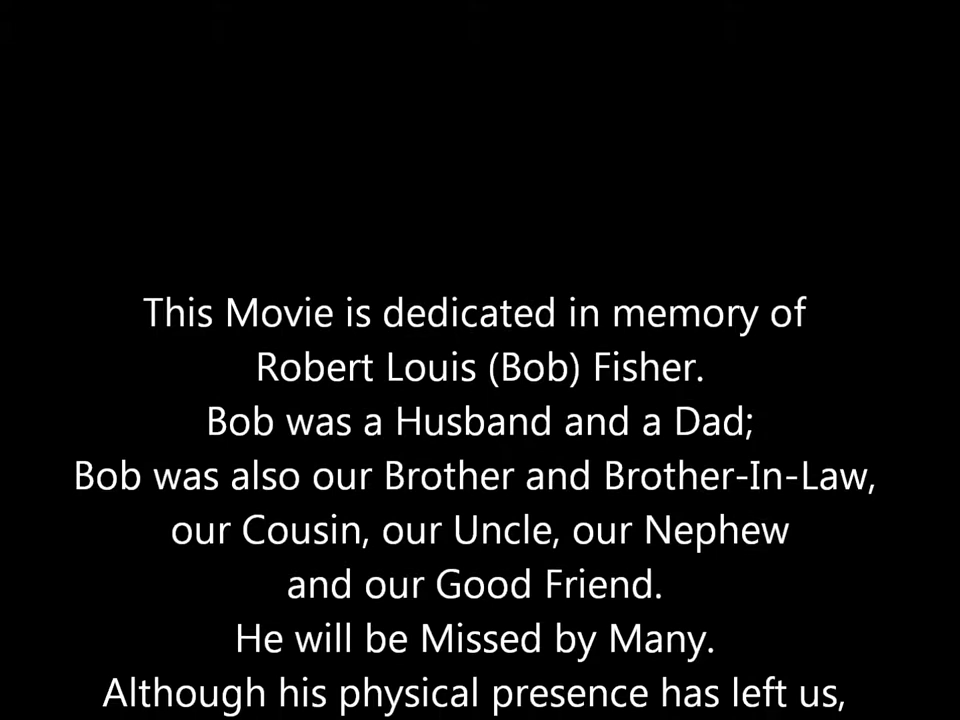 This Movie is dedicated in memory of
Robert Louis (Bob) Fisher.
Bob was a Husband and a Dad;
Bob was also our Brother and Brother-In-Law,
our Cousin, our Uncle, our Nephew
and our Good Friend.
He will be Missed by Many.
Although his physical presence has left us,